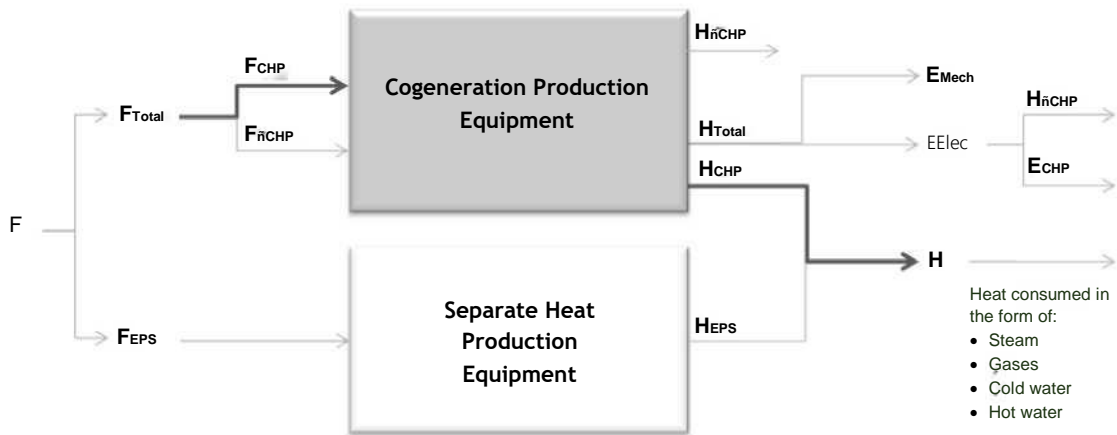 HñCHP
FCHP
Cogeneration Production
Equipment
EMech
HñCHP
FTotal
FñCHP
HTotal
EElec
HCHP
ECHP
F
H
Separate Heat
Production
Equipment
Heat consumed in
the form of:
• Steam
• Gases
• Cold water
• Hot water
FEPS
HEPS